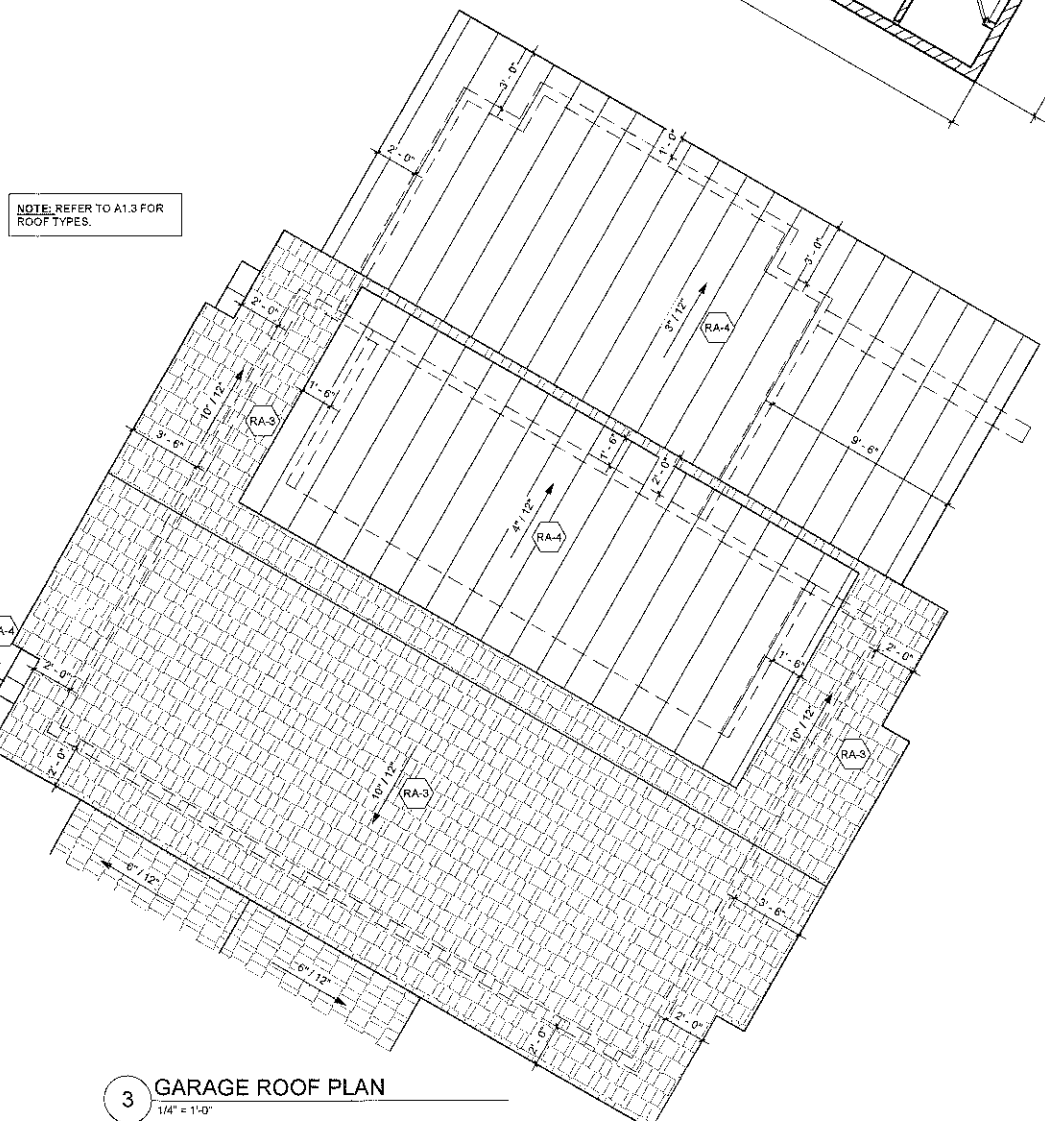 3' - 0"
2' - 0"
1' - 0"
NOTE: REFER TO A1.3 FOR
ROOF TYPES.
3' - 0"
3" / 12"
RA-4
2' - 0"
1' - 6"
10" / 12"
RA-3
3' - 6"
1' - 6"
2' - 0"
9' - 6"
4" / 12"
RA-4
2' - 0"
1' - 6"
2' - 0"
10" / 12"
RA-3
2' - 0"
10" / 12"
RA-3
6" / 12"
3' - 6"
6" / 12"
2' - 0"
2' - 0"
3 GARAGE ROOF PLAN
1/4" = 1'-0"